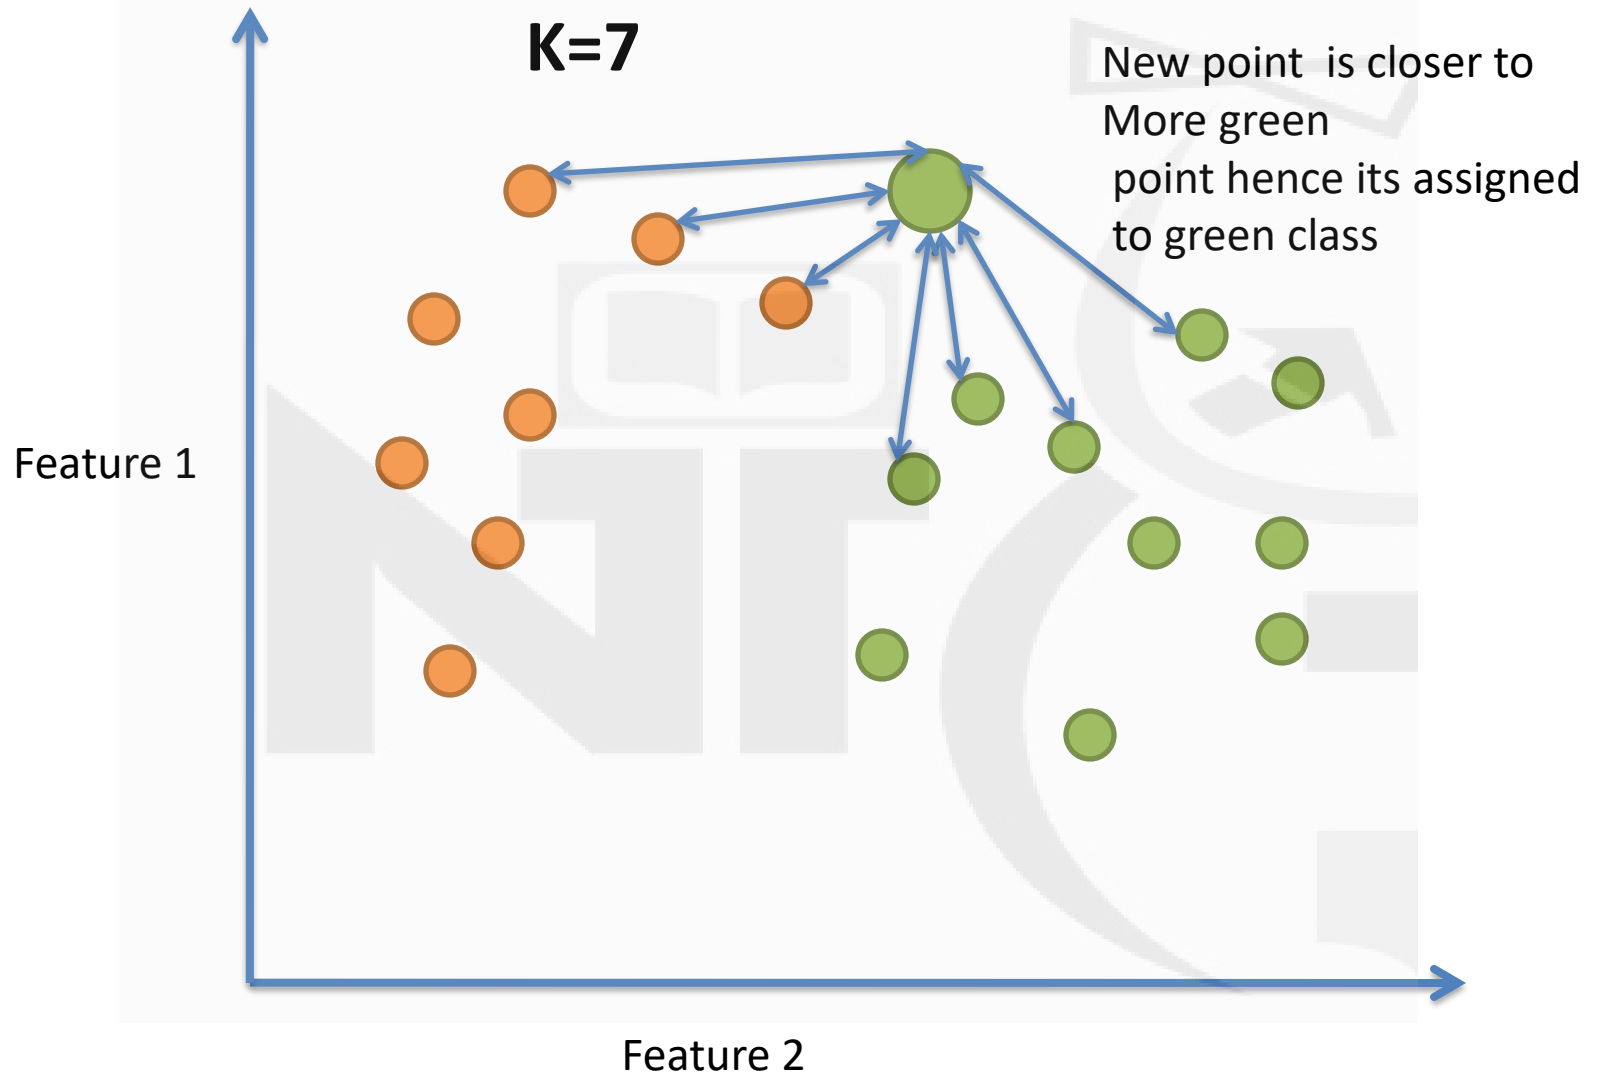 K=7
New point  is closer to
More green
point hence its assigned
to green class
Feature 1
Feature 2